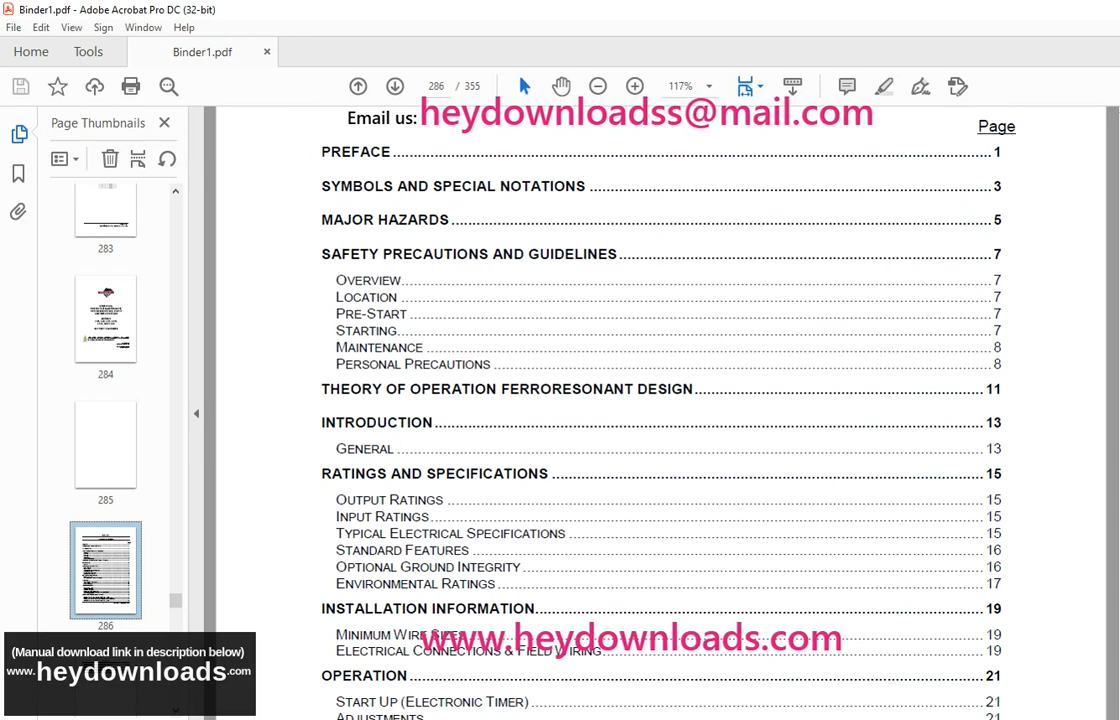 Binder1.pdf - Adobe Acrobat Pro DC (32-bit)
File Edit View Sign Window Help
Home Tools Binder1.pdf ×
286 / 355 117%
Page Thumbnails
283
284
285
286
Email us: heydownloadss@mail.com
Page
PREFACE 1
SYMBOLS AND SPECIAL NOTATIONS 3
MAJOR HAZARDS 5
SAFETY PRECAUTIONS AND GUIDELINES 7
OVERVIEW 7
LOCATION 7
PRE-START 7
STARTING 7
MAINTENANCE 8
PERSONAL PRECAUTIONS 8
THEORY OF OPERATION FERRORESONANT DESIGN 11
INTRODUCTION 13
GENERAL 13
RATINGS AND SPECIFICATIONS 15
OUTPUT RATINGS 15
INPUT RATINGS 15
TYPICAL ELECTRICAL SPECIFICATIONS 15
STANDARD FEATURES 16
OPTIONAL GROUND INTEGRITY 16
ENVIRONMENTAL RATINGS 17
INSTALLATION INFORMATION 19
MINIMUM WIRE SIZES 19
www.heydownloads.com
ELECTRICAL CONNECTIONS & FIELD WIRING 19
OPERATION 21
START UP (ELECTRONIC TIMER) 21
ADJUSTMENTS 21
(Manual download link in description below)
www.heydownloads.com